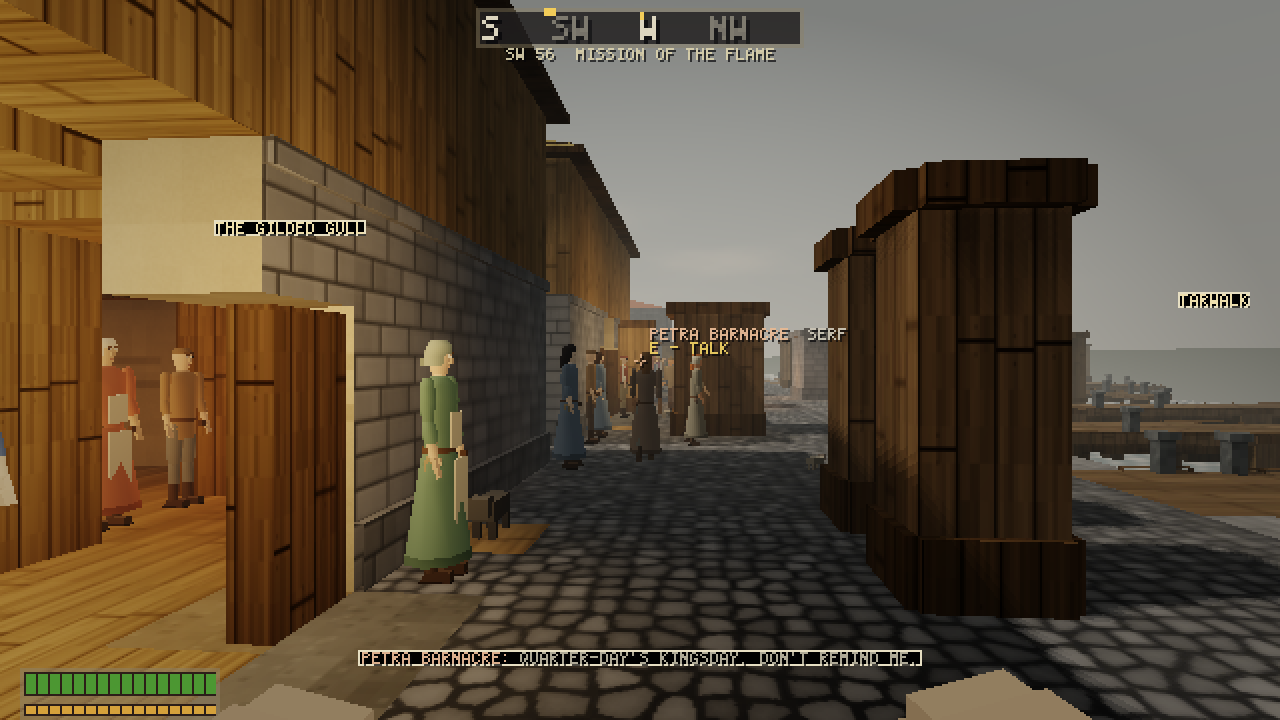 S SW W NW
SW 56 MISSION OF THE FLAME
THE GILDED GULL
TARWALK
PETRA BARNACRE SERF
E - TALK
PETRA BARNACRE: QUARTER-DAY'S KINGSDAY. DON'T REMIND ME.